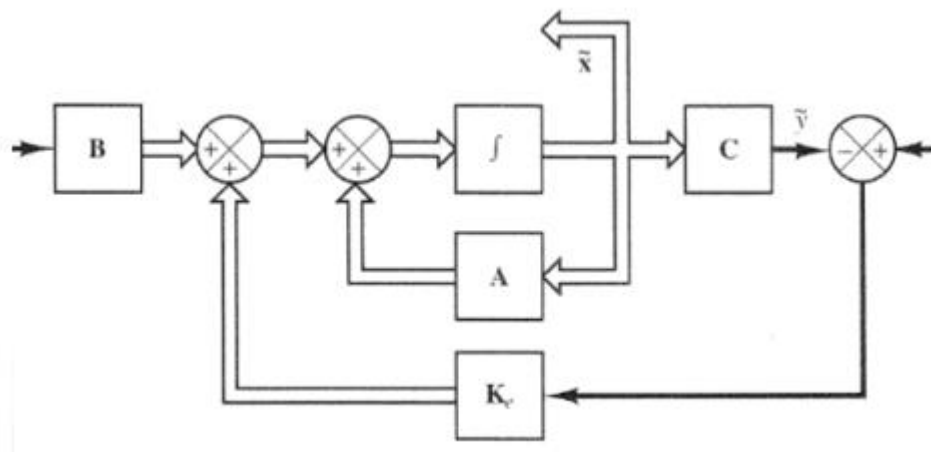 x̃
B
+
+
+
+
∫
C
ỹ
-
+
A
Kₑ